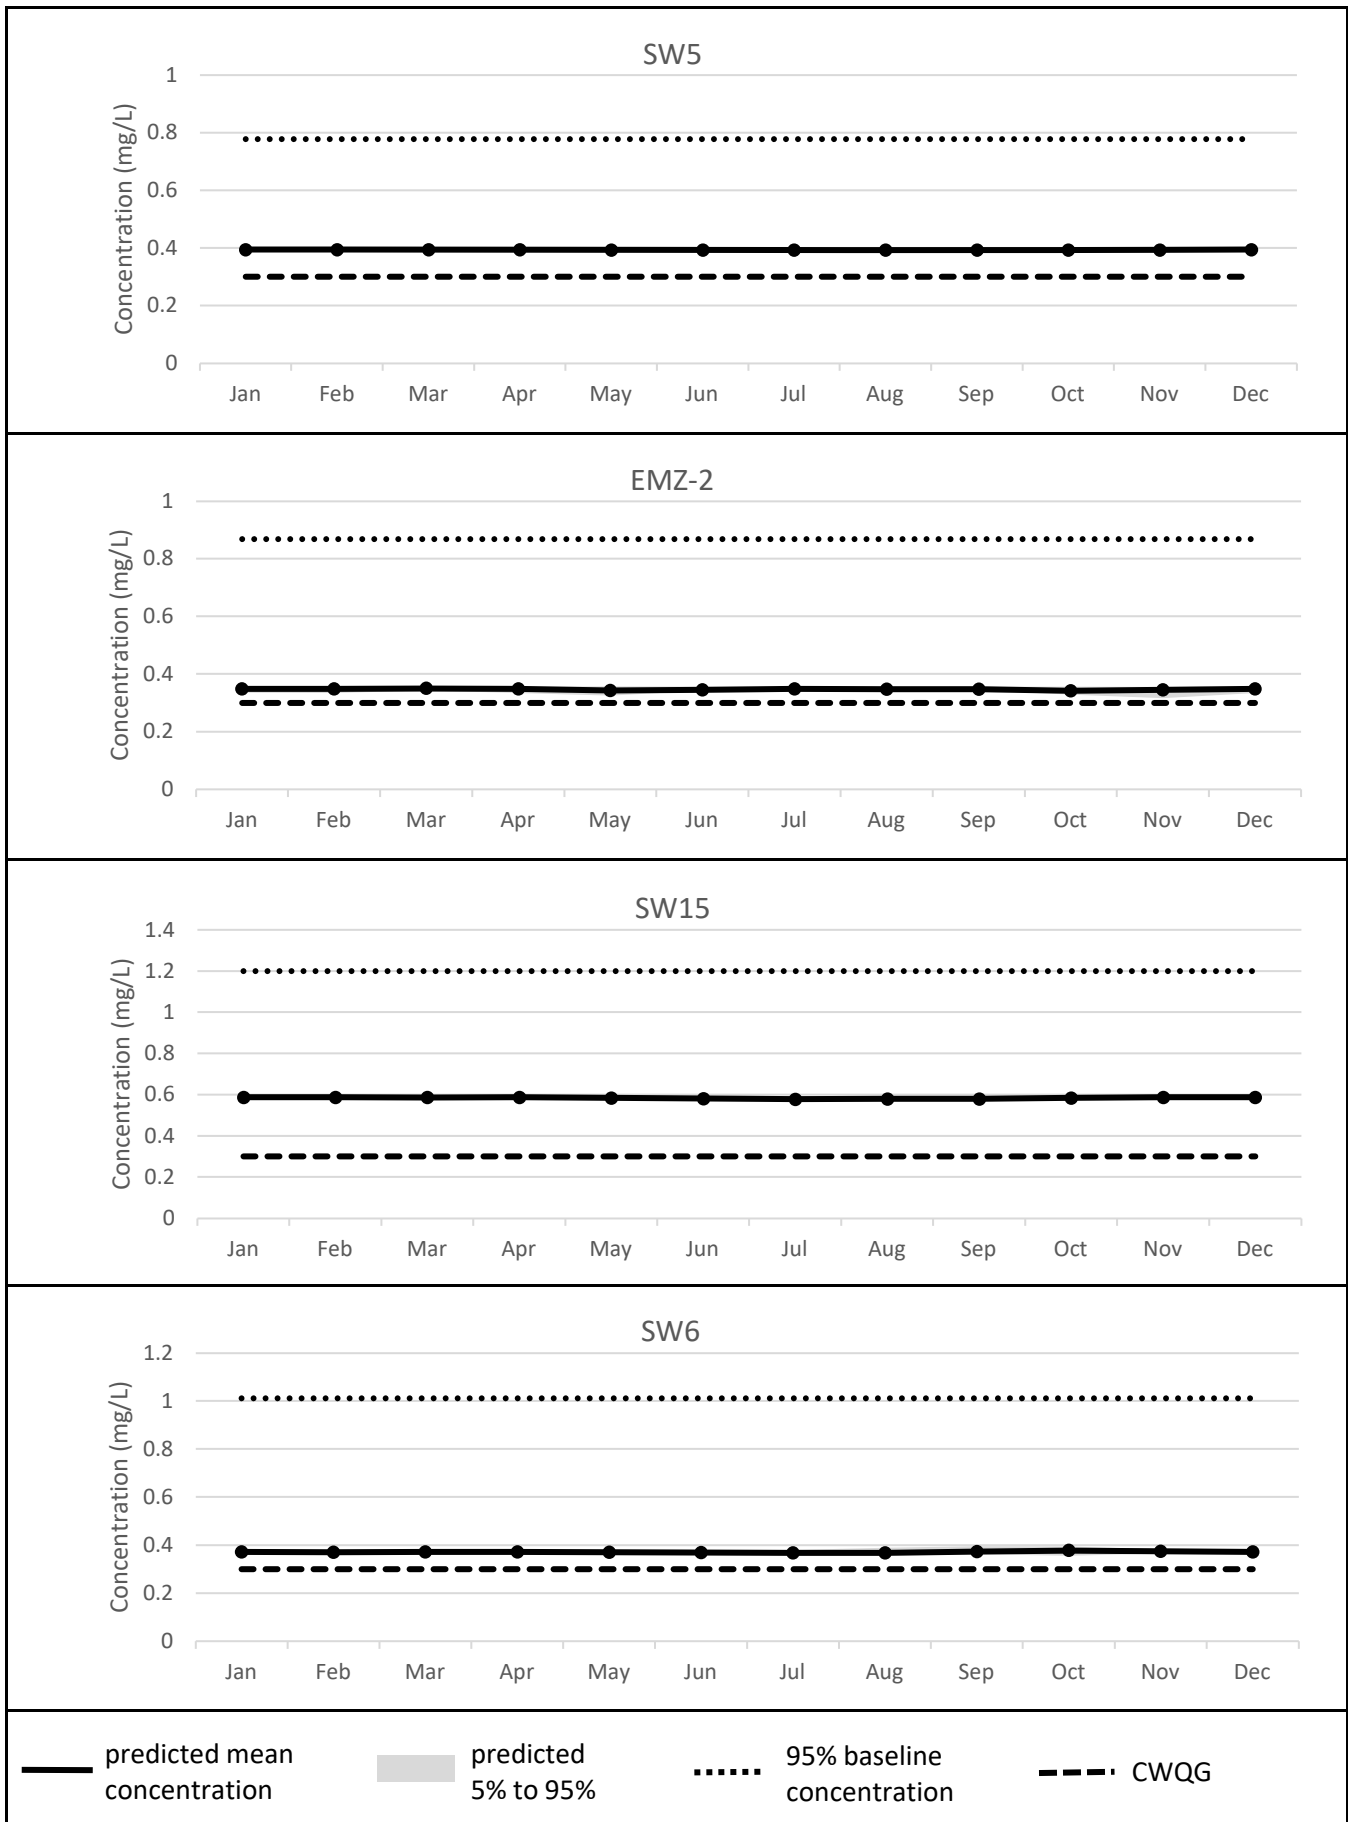 SW5
Concentration (mg/L)
1
0.8
0.6
0.4
0.2
0
Jan Feb Mar Apr May Jun Jul Aug Sep Oct Nov Dec
EMZ-2
Concentration (mg/L)
1
0.8
0.6
0.4
0.2
0
Jan Feb Mar Apr May Jun Jul Aug Sep Oct Nov Dec
SW15
Concentration (mg/L)
1.4
1.2
1
0.8
0.6
0.4
0.2
0
Jan Feb Mar Apr May Jun Jul Aug Sep Oct Nov Dec
SW6
Concentration (mg/L)
1.2
1
0.8
0.6
0.4
0.2
0
Jan Feb Mar Apr May Jun Jul Aug Sep Oct Nov Dec
predicted mean
concentration
predicted
5% to 95%
95% baseline
concentration
CWQG